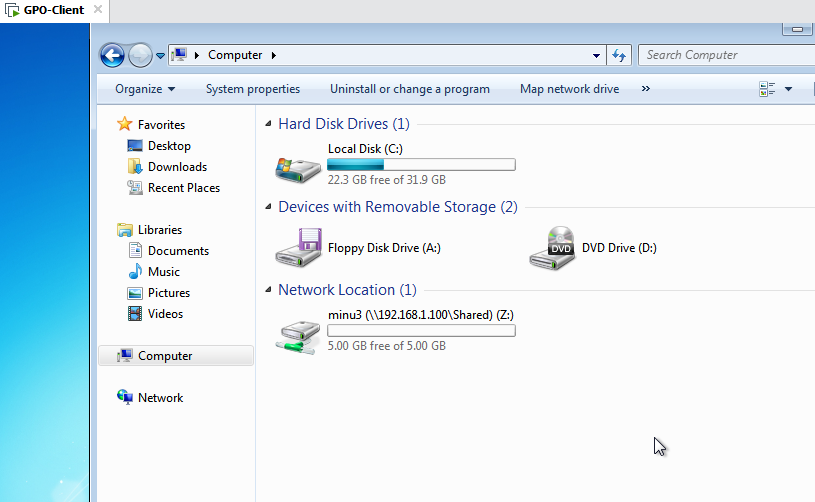 GPO-Client
Computer
Search Computer
Organize
System properties
Uninstall or change a program
Map network drive
»
Favorites
Desktop
Downloads
Recent Places
Libraries
Documents
Music
Pictures
Videos
Computer
Network
Hard Disk Drives (1)
Local Disk (C:)
22.3 GB free of 31.9 GB
Devices with Removable Storage (2)
Floppy Disk Drive (A:)
DVD
DVD Drive (D:)
Network Location (1)
minu3 (\\192.168.1.100\Shared) (Z:)
5.00 GB free of 5.00 GB